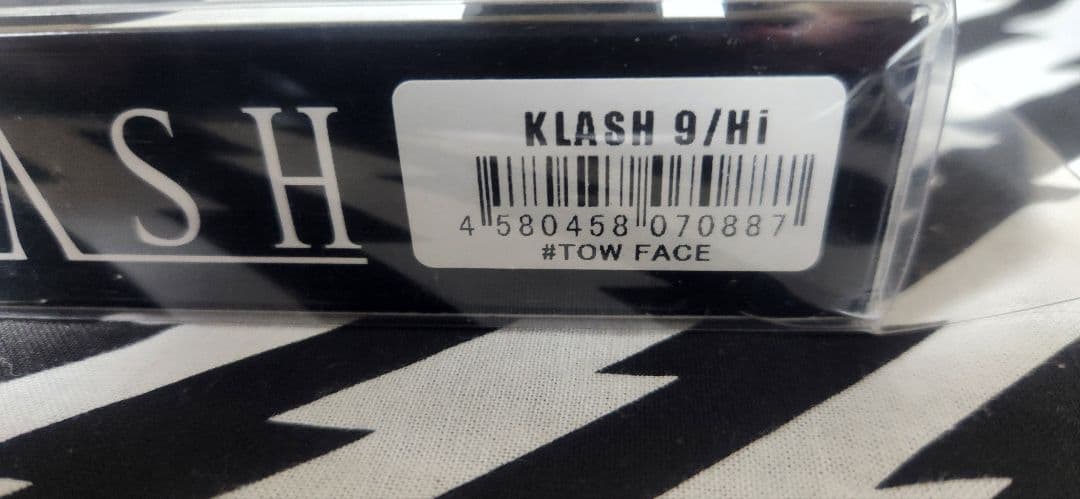 ASH
KLASH 9/Hi
4 580458 070887
#TOW FACE